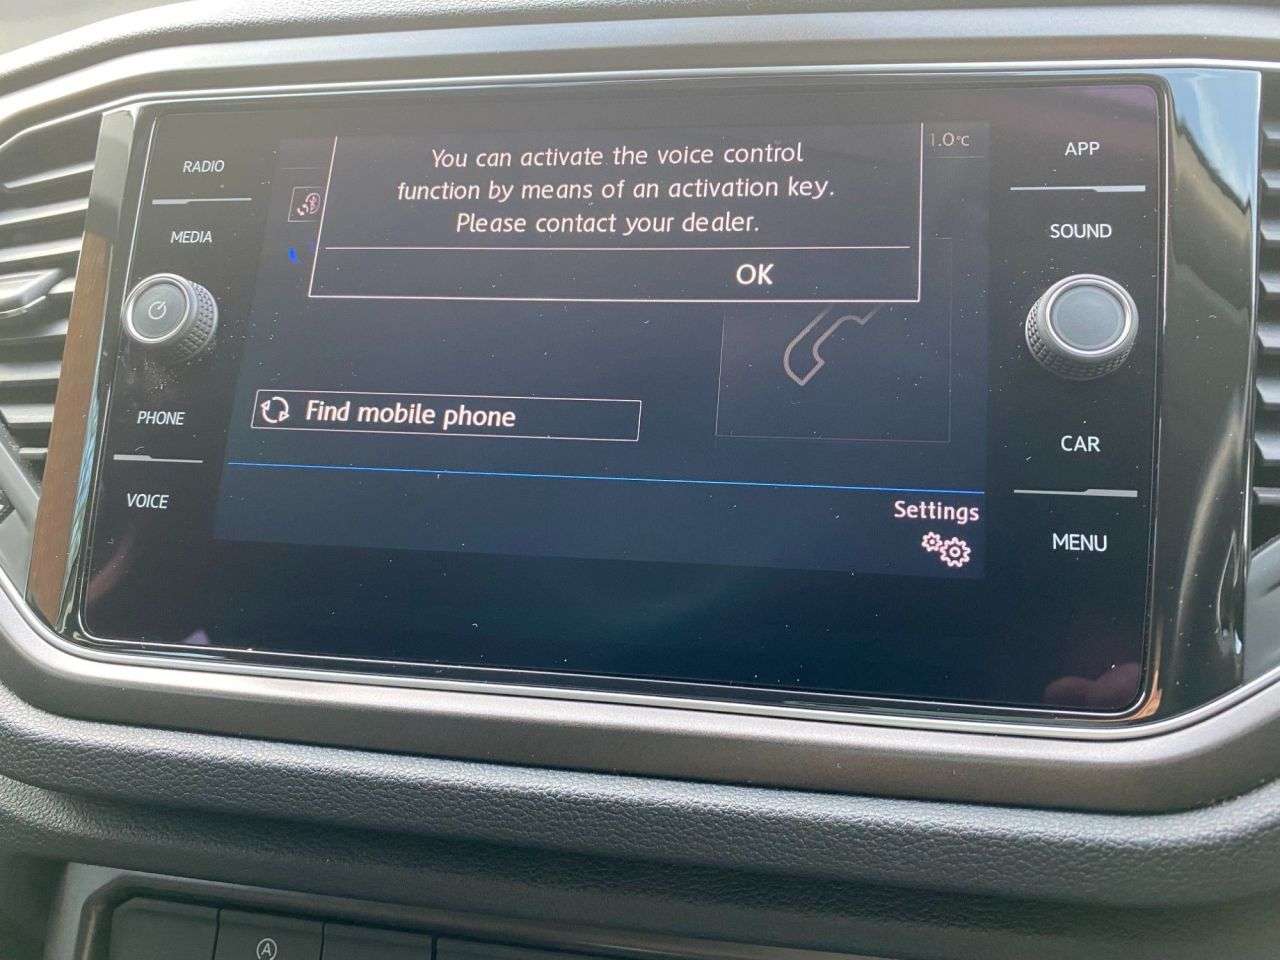 RADIO
MEDIA
PHONE
VOICE
You can activate the voice control
function by means of an activation key.
Please contact your dealer.
OK
1.0°C
Find mobile phone
Settings
APP
SOUND
CAR
MENU
A